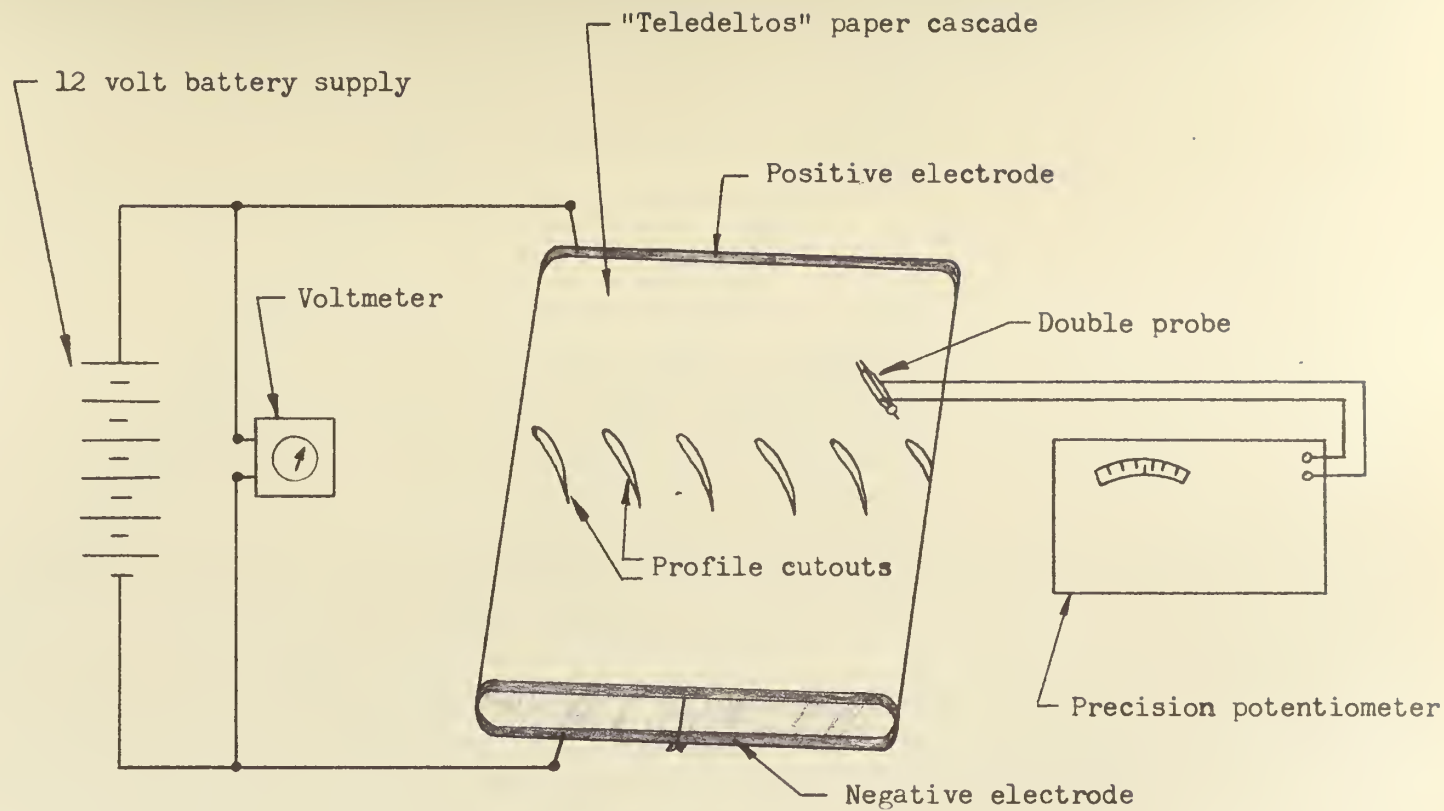 "Teledeltos" paper cascade
12 volt battery supply
Positive electrode
Voltmeter
Double probe
Profile cutouts
Precision potentiometer
Negative electrode